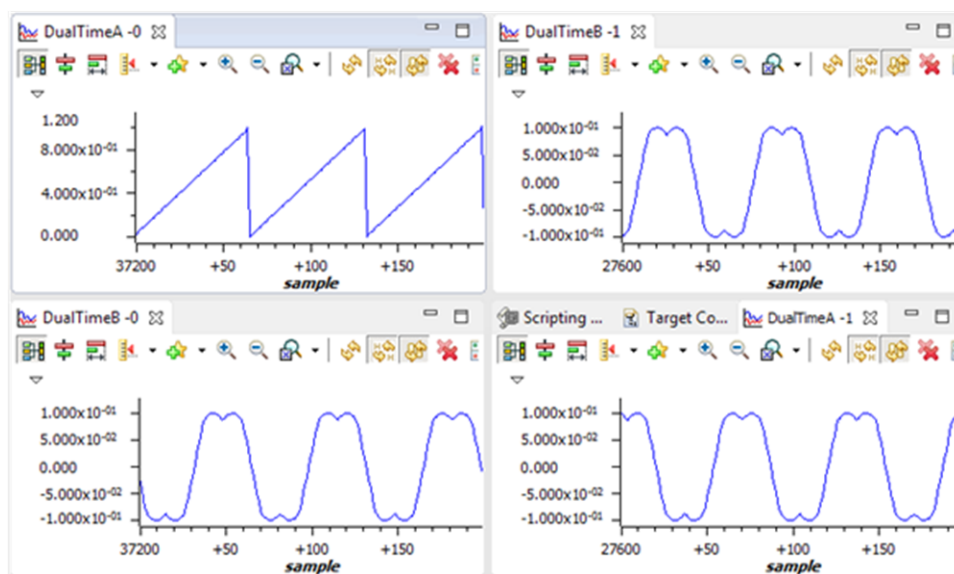 DualTimeA -0
1.200
8.000x10⁻⁰¹
4.000x10⁻⁰¹
0.000
37200 +50 +100 +150
sample
DualTimeB -1
1.000x10⁻⁰¹
5.000x10⁻⁰²
0.000
-5.000x10⁻⁰²
-1.000x10⁻⁰¹
27600 +50 +100 +150
sample
DualTimeB -0
1.000x10⁻⁰¹
5.000x10⁻⁰²
0.000
-5.000x10⁻⁰²
-1.000x10⁻⁰¹
37200 +50 +100 +150
sample
Scripting ... Target Co... DualTimeA -1
1.000x10⁻⁰¹
5.000x10⁻⁰²
0.000
-5.000x10⁻⁰²
-1.000x10⁻⁰¹
27600 +50 +100 +150
sample